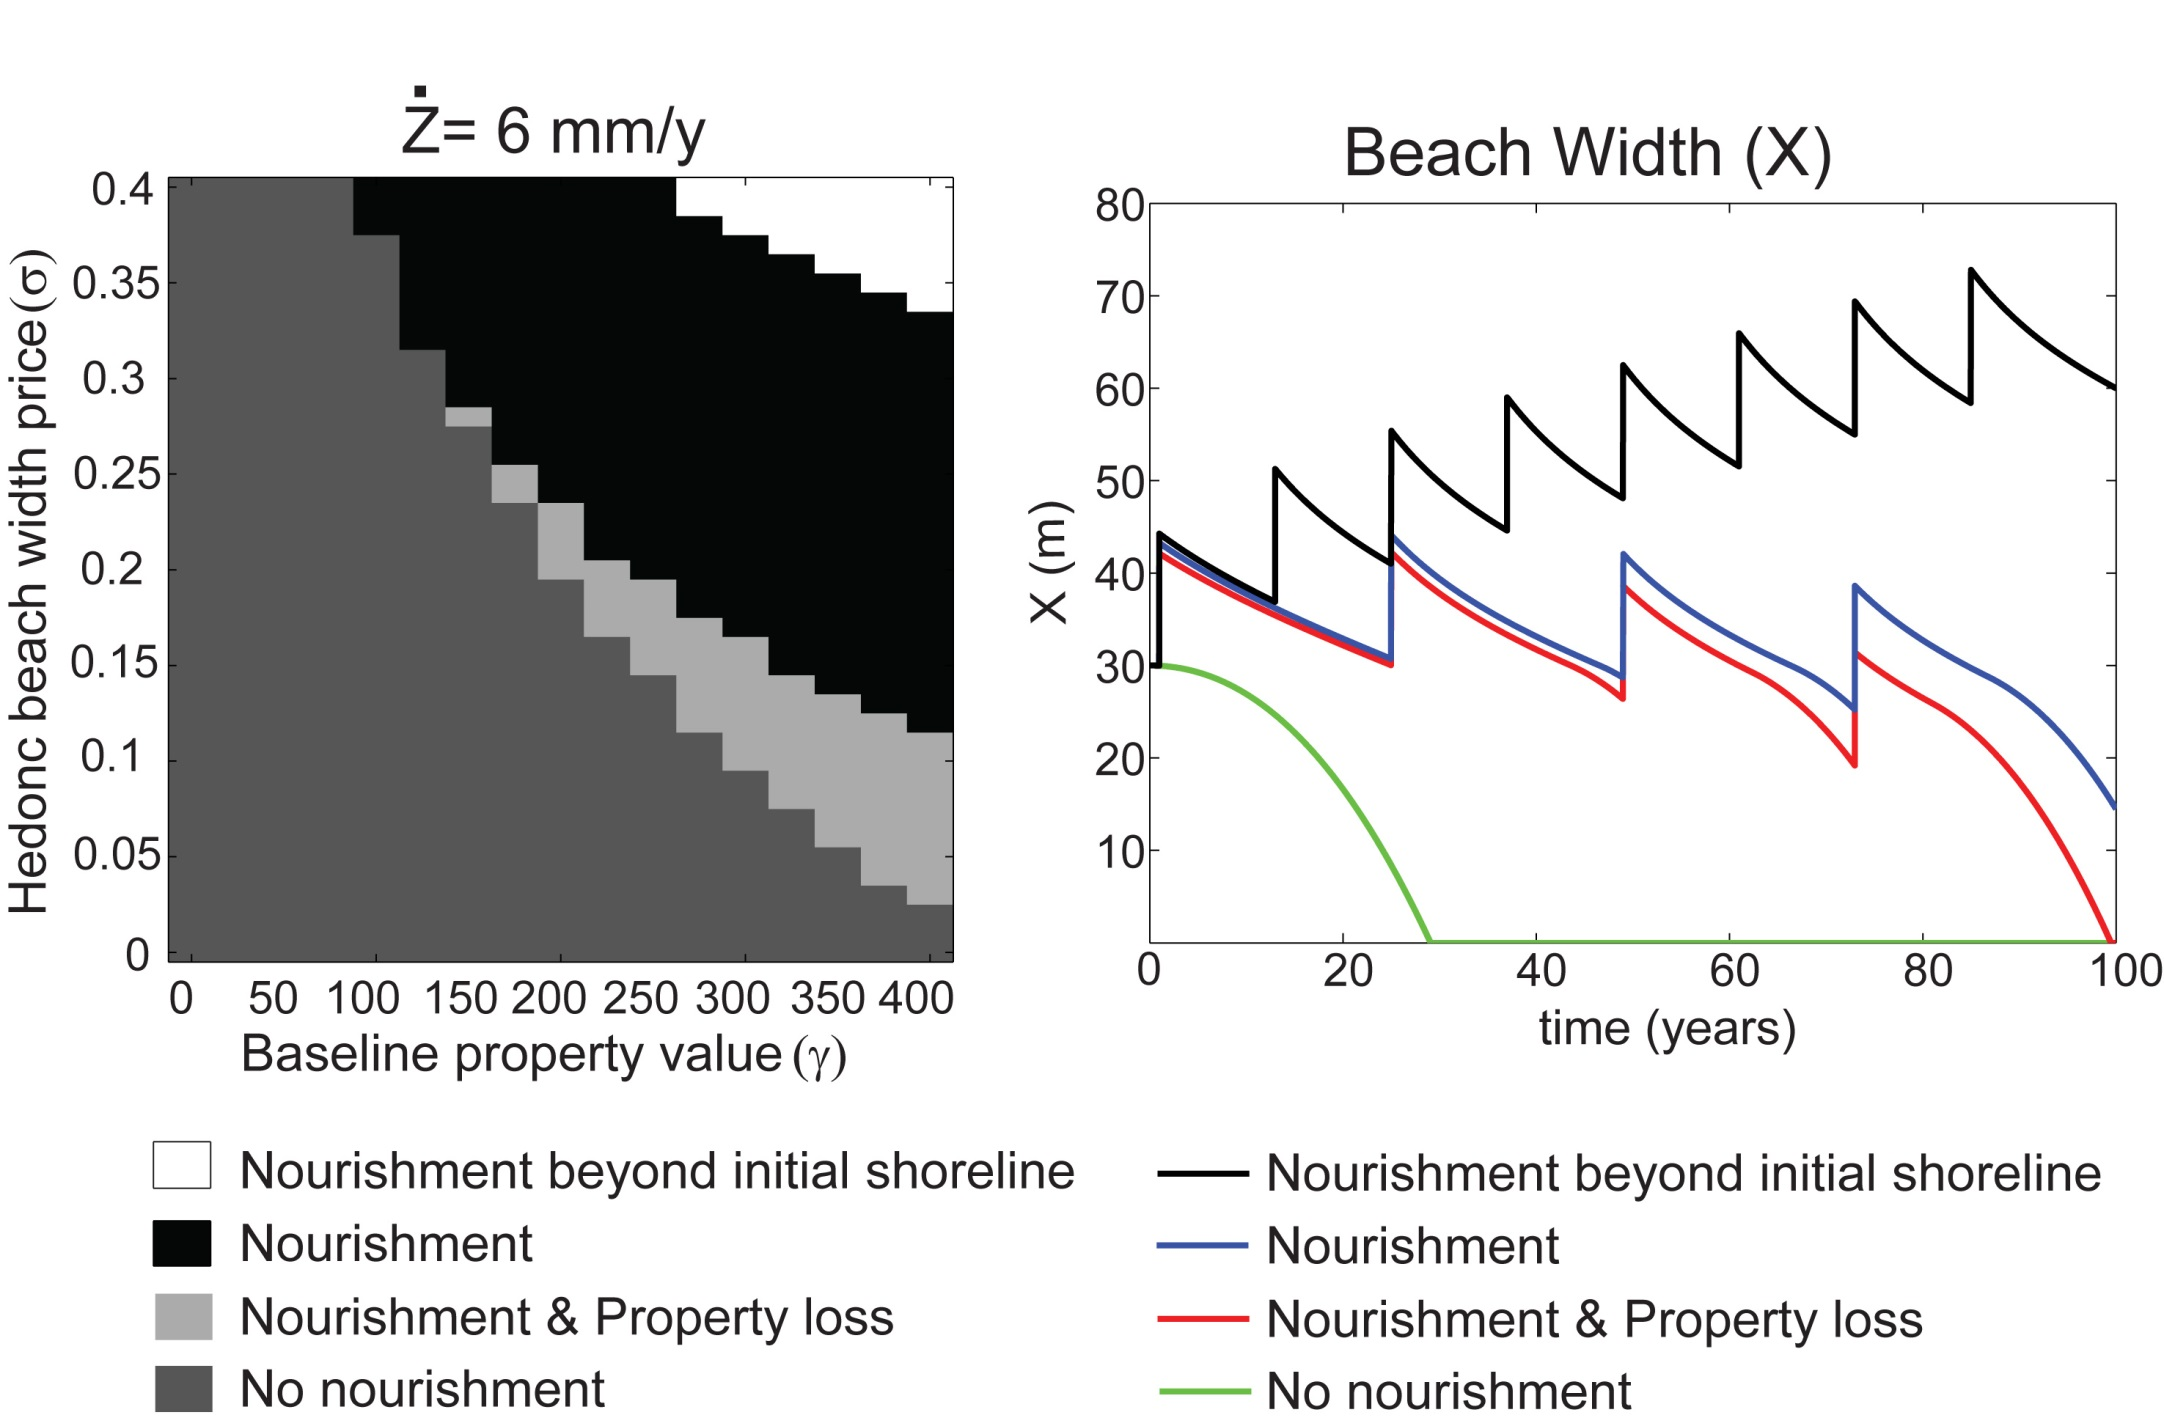 Ż= 6 mm/y
0.4
0.35
0.3
0.25
0.2
0.15
0.1
0.05
0
Hedonc beach width price (σ)
0 50 100 150 200 250 300 350 400
Baseline property value (γ)
Beach Width (X)
80
70
60
50
40
30
20
10
X (m)
0 20 40 60 80 100
time (years)
Nourishment beyond initial shoreline
Nourishment
Nourishment & Property loss
No nourishment
Nourishment beyond initial shoreline
Nourishment
Nourishment & Property loss
No nourishment